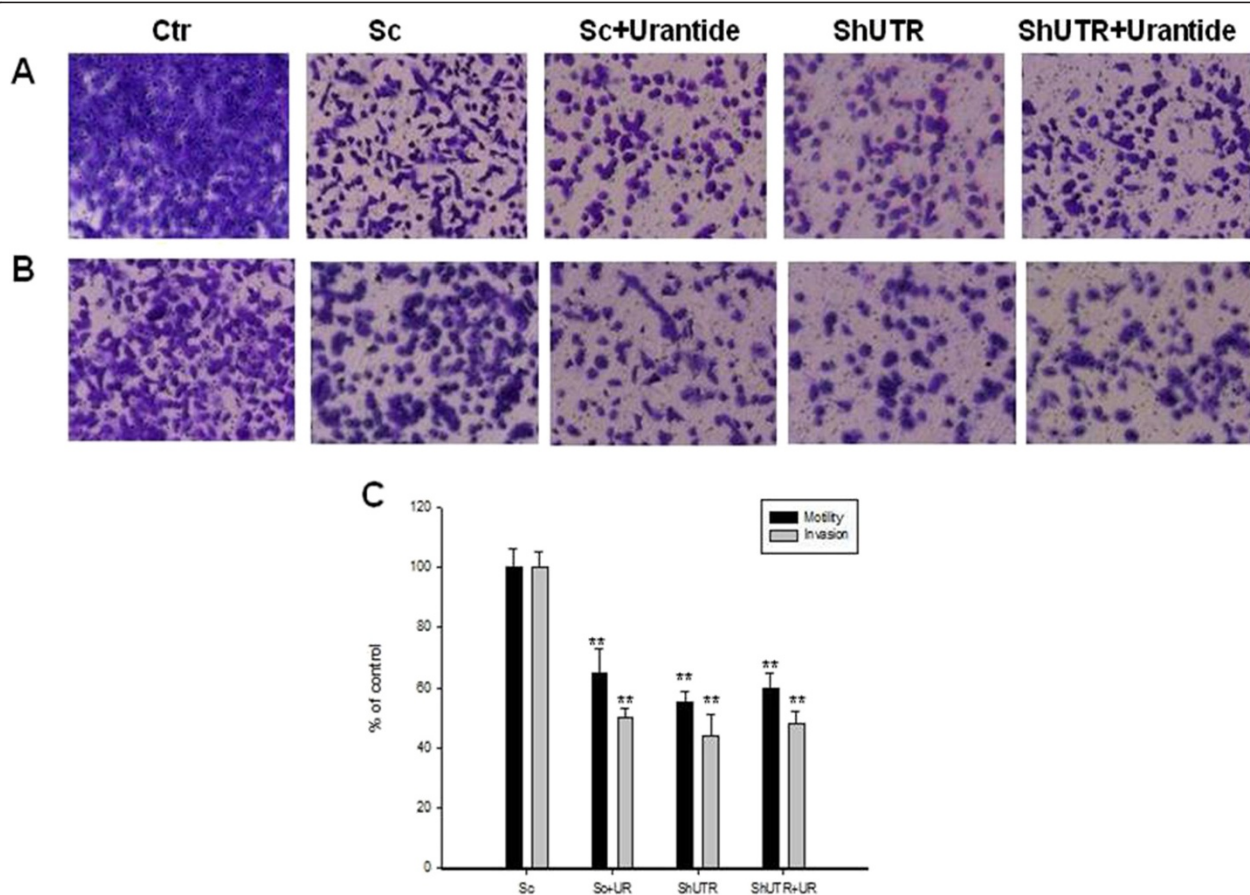 Ctr Sc Sc+Urantide ShUTR ShUTR+Urantide
A
B
C
120
100
80
60
40
20
0
% of control
Motility
Invasion
** ** ** ** ** **
Sc Sc+UR ShUTR ShUTR+UR